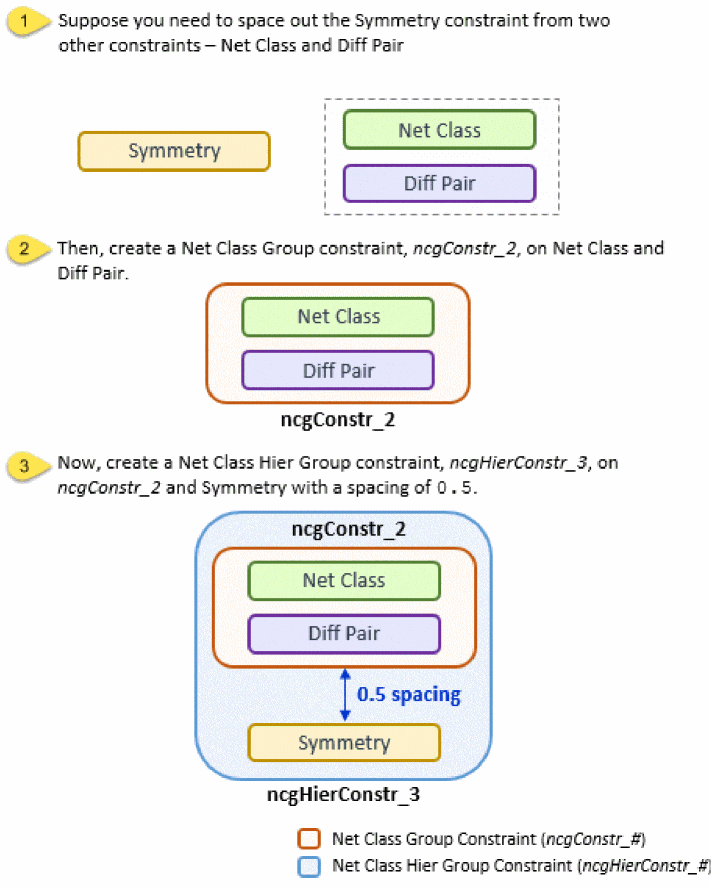 1 Suppose you need to space out the Symmetry constraint from two
other constraints – Net Class and Diff Pair
Net Class
Symmetry
Diff Pair
2 Then, create a Net Class Group constraint, ncgConstr_2, on Net Class and
Diff Pair.
Net Class
Diff Pair
ncgConstr_2
3 Now, create a Net Class Hier Group constraint, ncgHierConstr_3, on
ncgConstr_2 and Symmetry with a spacing of 0.5.
ncgConstr_2
Net Class
Diff Pair
0.5 spacing
Symmetry
ncgHierConstr_3
Net Class Group Constraint (ncgConstr_#)
Net Class Hier Group Constraint (ncgHierConstr_#)